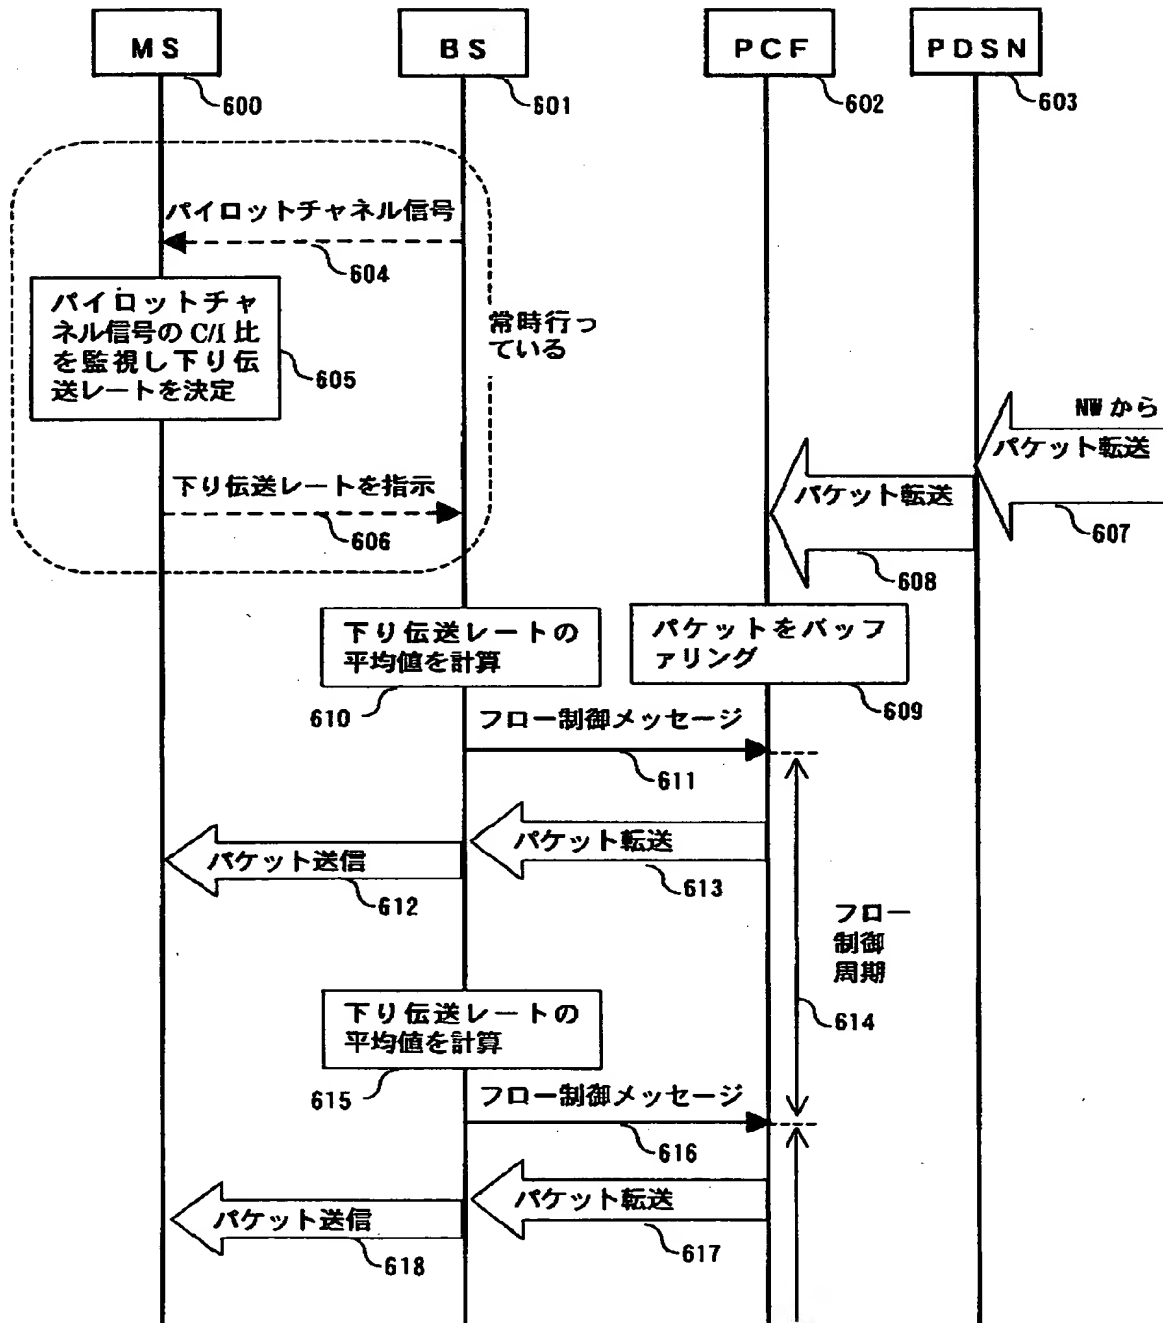 MS
BS
PCF
PDSN
600
601
602
603
パイロットチャネル信号
604
パイロットチャ
ネル信号の C/I 比
を監視し下り伝
送レートを決定
605
常時行っ
ている
NW から
パケット転送
607
パケット転送
608
下り伝送レートを指示
606
下り伝送レートの
平均値を計算
610
パケットをバッフ
ァリング
609
フロー制御メッセージ
611
パケット転送
613
パケット送信
612
フロー
制御
周期
614
下り伝送レートの
平均値を計算
615
フロー制御メッセージ
616
パケット転送
617
パケット送信
618